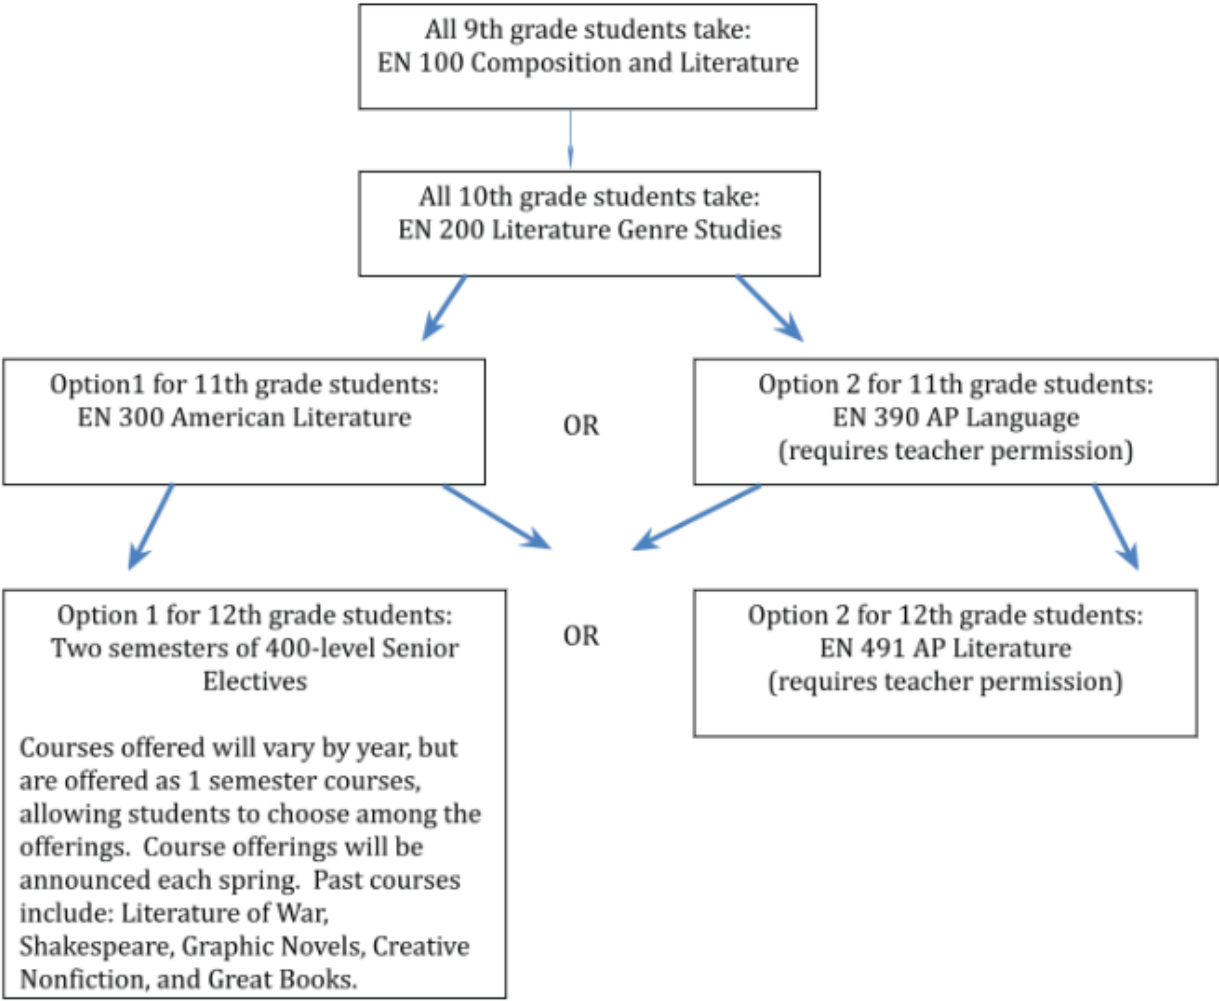 All 9th grade students take:
EN 100 Composition and Literature
All 10th grade students take:
EN 200 Literature Genre Studies
Option1 for 11th grade students:
EN 300 American Literature
OR
Option 2 for 11th grade students:
EN 390 AP Language
(requires teacher permission)
Option 1 for 12th grade students:
Two semesters of 400-level Senior
Electives
Courses offered will vary by year, but
are offered as 1 semester courses,
allowing students to choose among the
offerings.  Course offerings will be
announced each spring.  Past courses
include: Literature of War,
Shakespeare, Graphic Novels, Creative
Nonfiction, and Great Books.
OR
Option 2 for 12th grade students:
EN 491 AP Literature
(requires teacher permission)